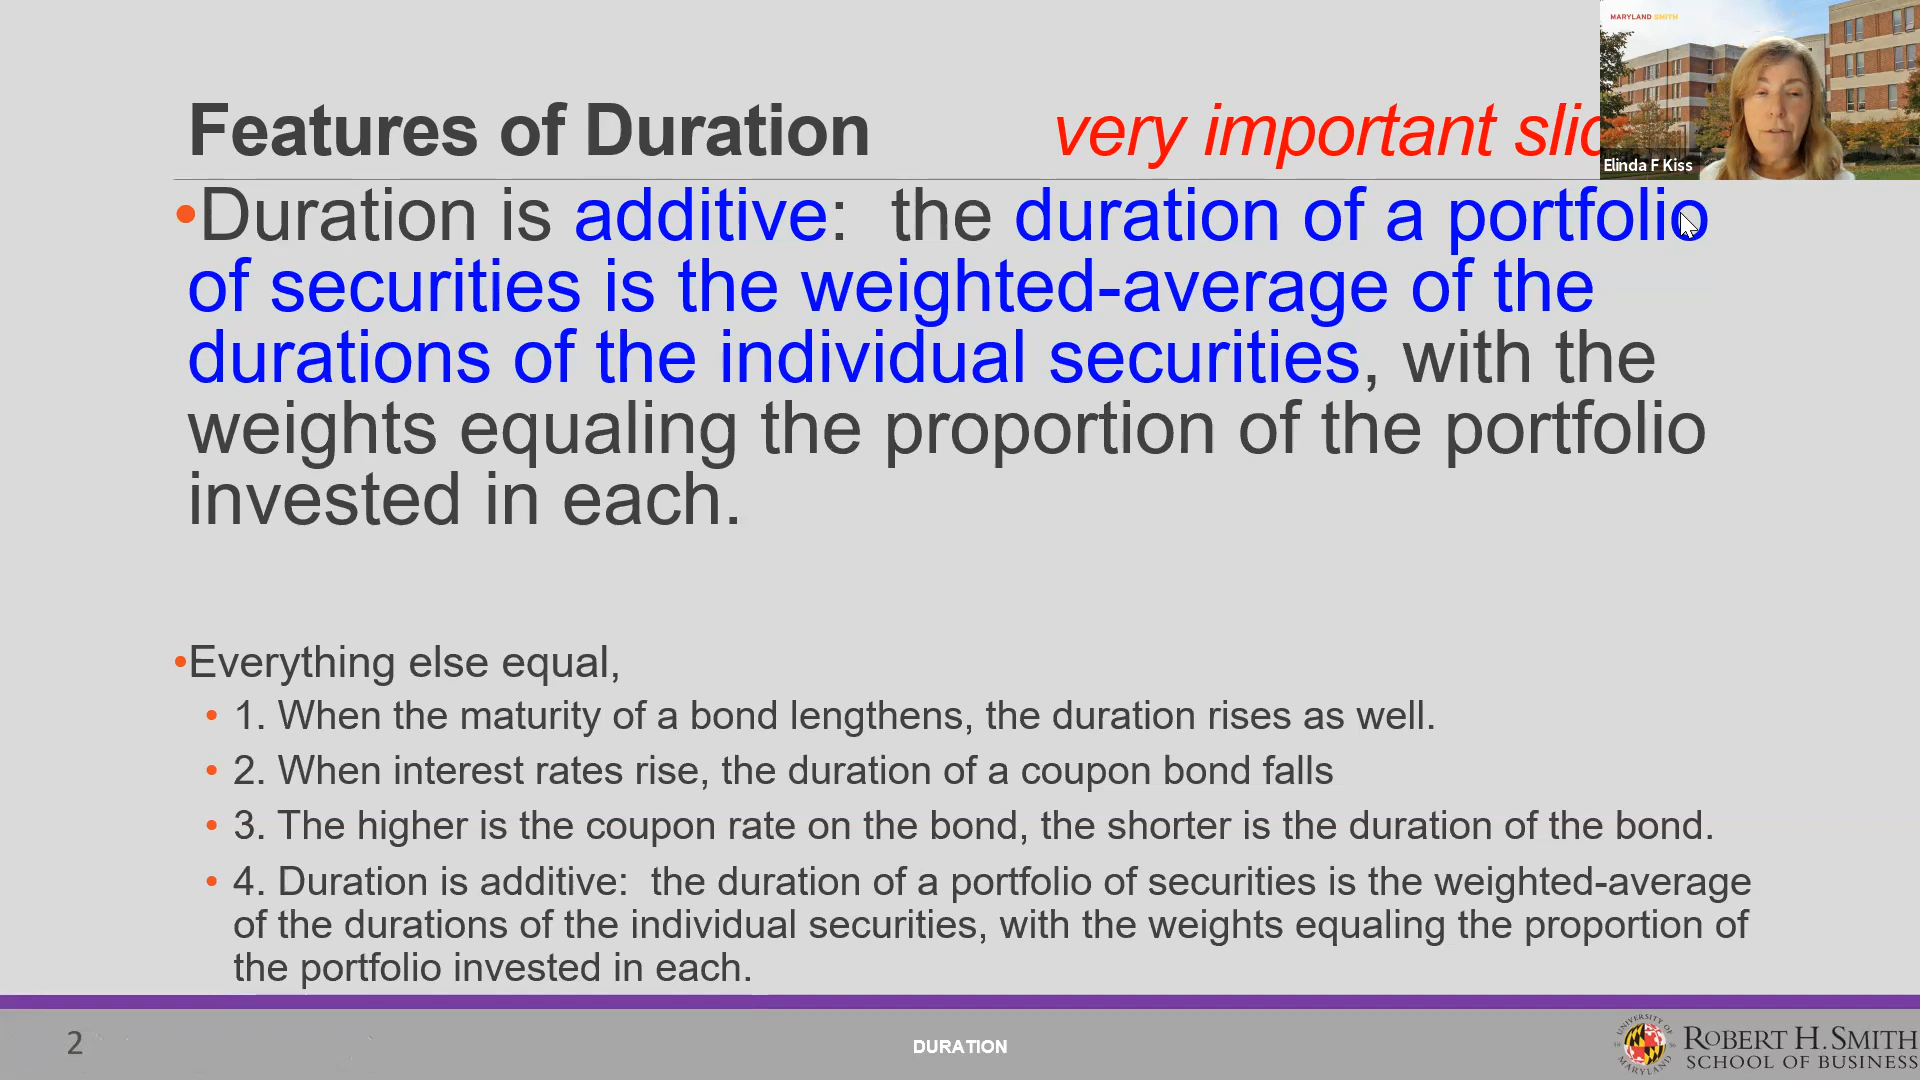 MARYLAND SMITH
Elinda F Kiss
Features of Duration very important
•Duration is additive: the duration of a portfolio
of securities is the weighted-average of the
durations of the individual securities, with the
weights equaling the proportion of the portfolio
invested in each.
•Everything else equal,
• 1. When the maturity of a bond lengthens, the duration rises as well.
• 2. When interest rates rise, the duration of a coupon bond falls
• 3. The higher is the coupon rate on the bond, the shorter is the duration of the bond.
• 4. Duration is additive: the duration of a portfolio of securities is the weighted-average
of the durations of the individual securities, with the weights equaling the proportion of
the portfolio invested in each.
2
DURATION
UNIVERSITY OF
MARYLAND
ROBERT H. SMITH
SCHOOL OF BUSINESS